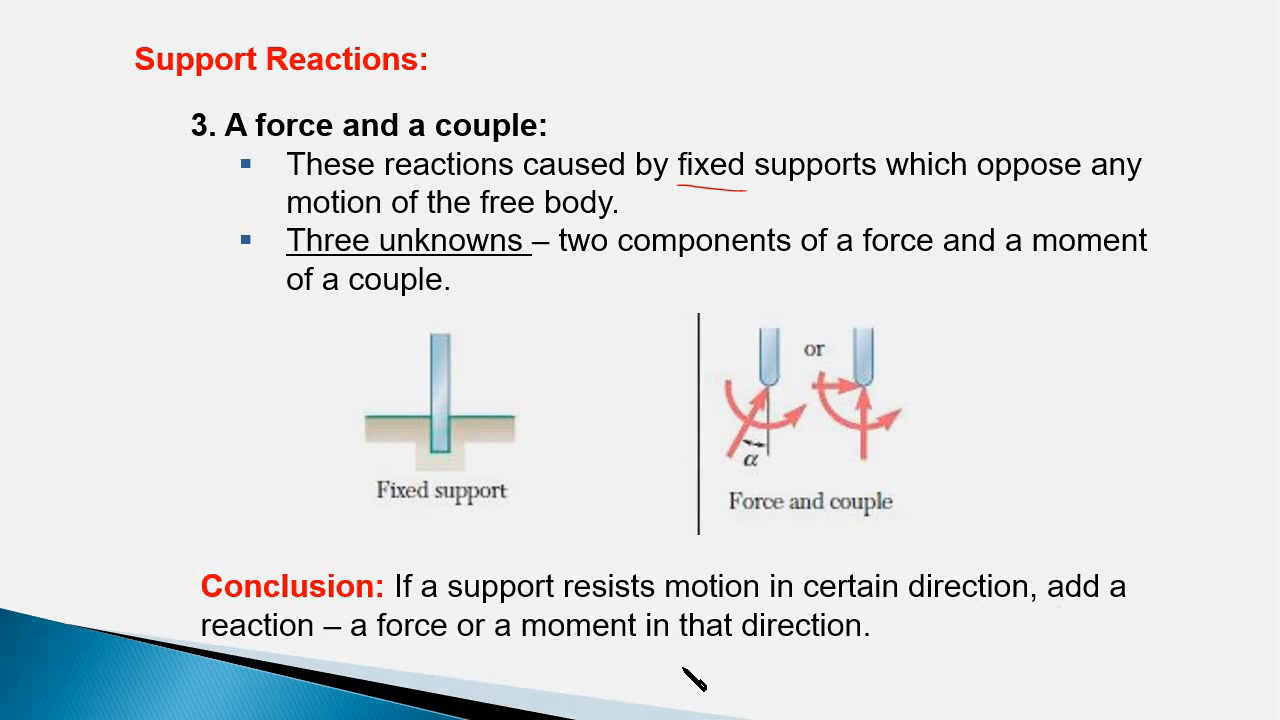 Support Reactions:
3. A force and a couple:
▪ These reactions caused by fixed supports which oppose any
motion of the free body.
▪ Three unknowns – two components of a force and a moment
of a couple.
or
α
Fixed support
Force and couple
Conclusion: If a support resists motion in certain direction, add a
reaction – a force or a moment in that direction.